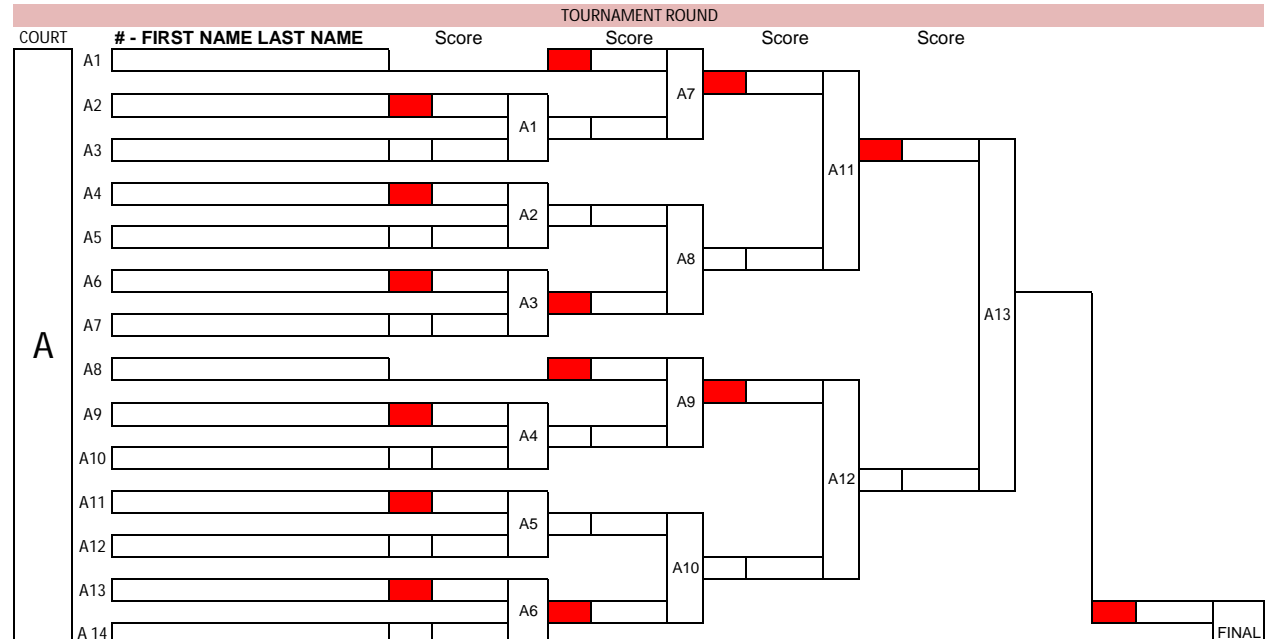 TOURNAMENT ROUND
COURT # - FIRST NAME LAST NAME Score Score Score Score
A1
A7
A2
A1
A3
A11
A4
A2
A5
A8
A6
A3
A13
A7
A
A8
A9
A9
A4
A10
A12
A11
A5
A12
A10
A13
A6
A 14
FINAL